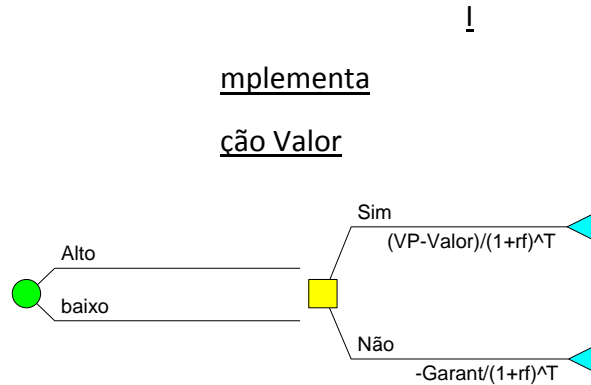 I
mplementa
ção Valor
Sim
(VP-Valor)/(1+rf)^T
Alto
baixo
Não
-Garant/(1+rf)^T